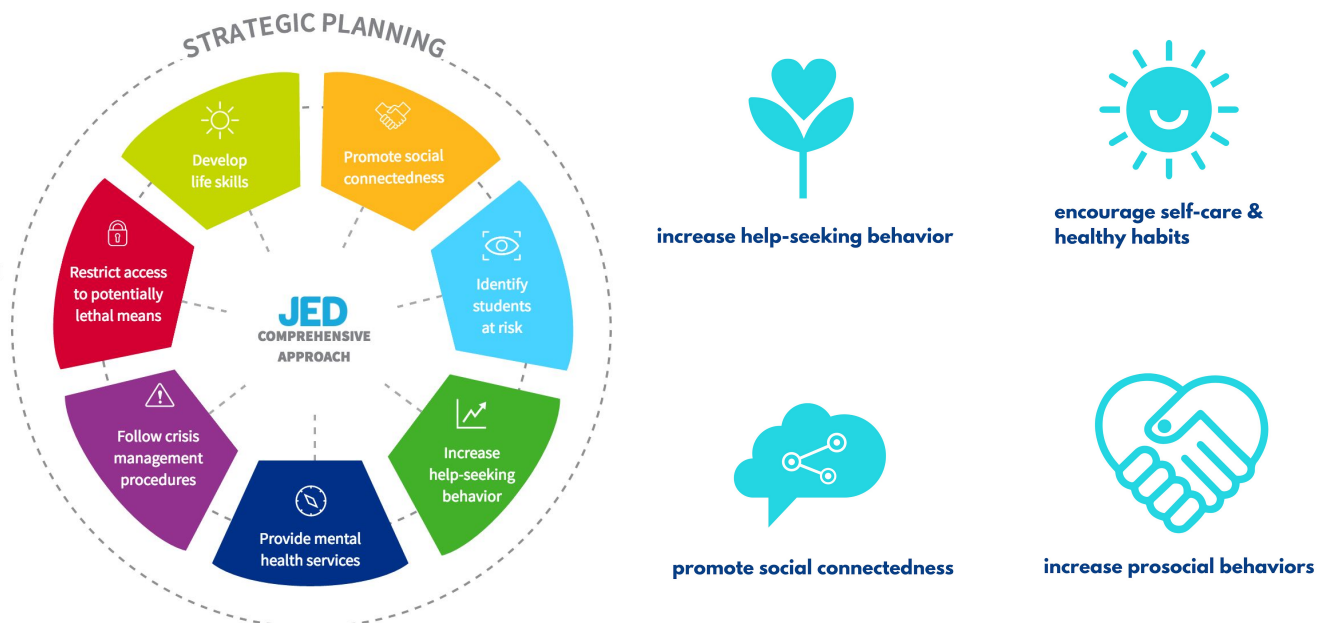 STRATEGIC PLANNING
Develop
life skills
Promote social
connectedness
Restrict access
to potentially
lethal means
Identify
students
at risk
JED
COMPREHENSIVE
APPROACH
Follow crisis
management
procedures
Increase
help-seeking
behavior
Provide mental
health services
increase help-seeking behavior
encourage self-care &
healthy habits
promote social connectedness
increase prosocial behaviors